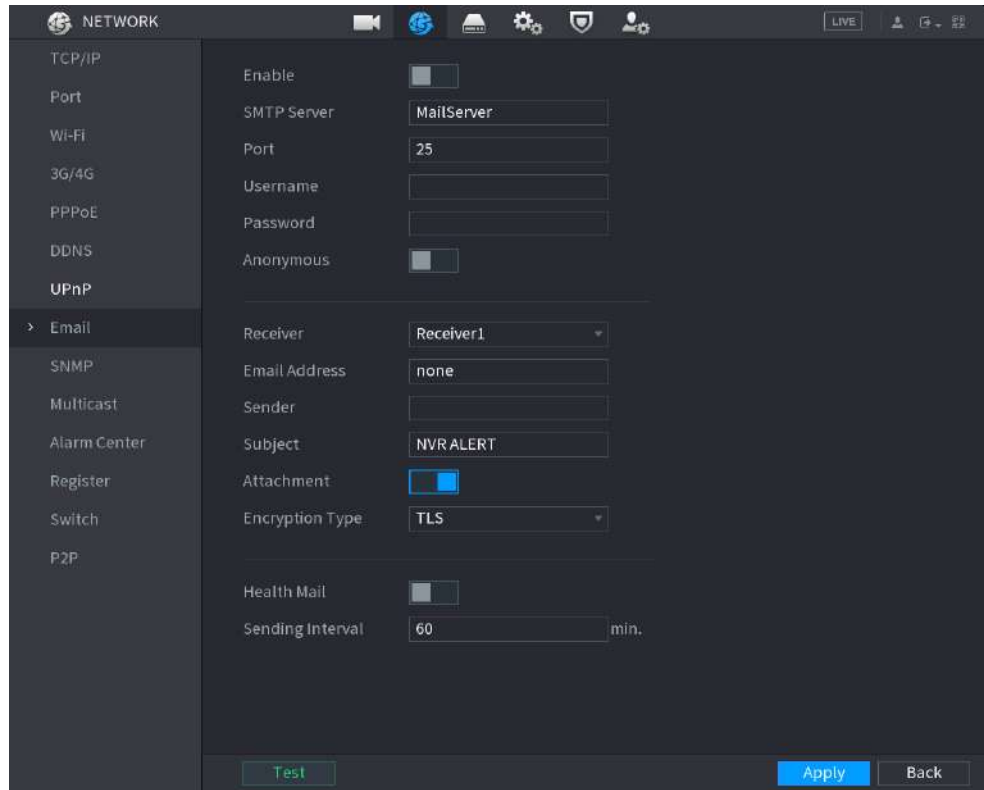 NETWORK
LIVE
TCP/IP
Port
Wi-Fi
3G/4G
PPPoE
DDNS
UPnP
Email
SNMP
Multicast
Alarm Center
Register
Switch
P2P
Enable
SMTP Server MailServer
Port 25
Username
Password
Anonymous
Receiver Receiver1
Email Address none
Sender
Subject NVR ALERT
Attachment
Encryption Type TLS
Health Mail
Sending Interval 60 min.
Test Apply Back